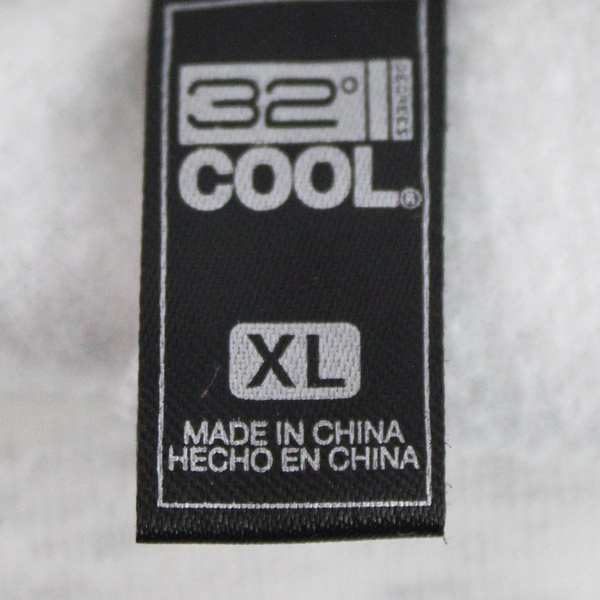 32° DEGREES
COOL®
XL
MADE IN CHINA
HECHO EN CHINA